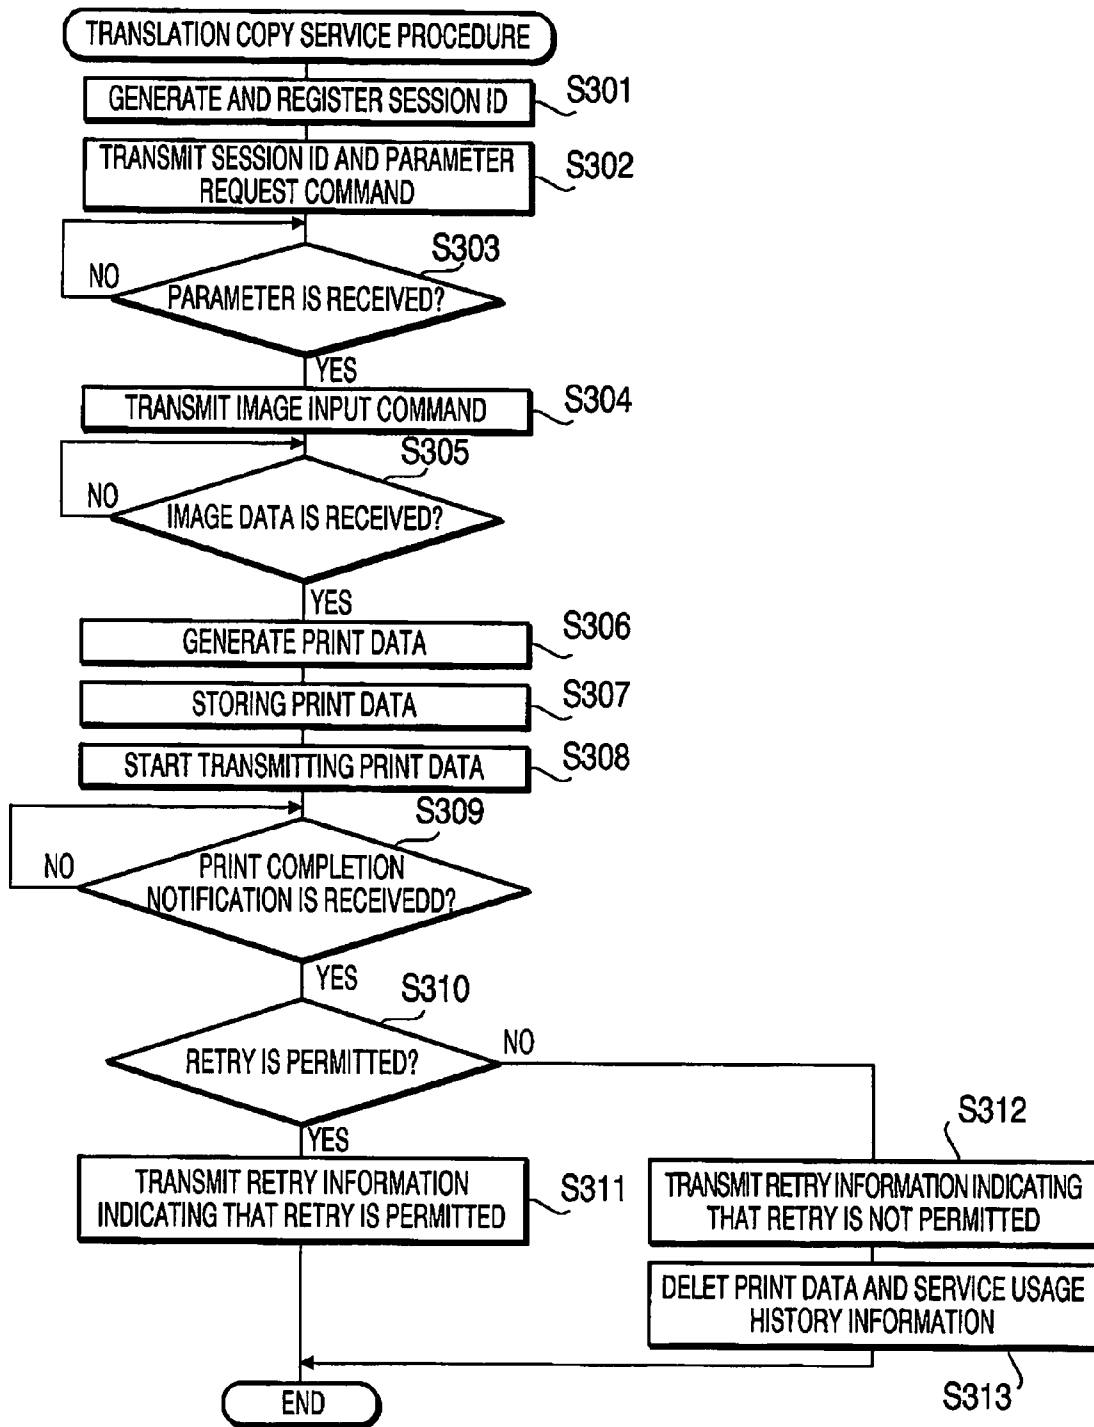 TRANSLATION COPY SERVICE PROCEDURE
GENERATE AND REGISTER SESSION ID
S301
TRANSMIT SESSION ID AND PARAMETER
REQUEST COMMAND
S302
S303
NO
PARAMETER IS RECEIVED?
YES
TRANSMIT IMAGE INPUT COMMAND
S304
S305
NO
IMAGE DATA IS RECEIVED?
YES
GENERATE PRINT DATA
S306
STORING PRINT DATA
S307
START TRANSMITTING PRINT DATA
S308
S309
NO
PRINT COMPLETION
NOTIFICATION IS RECEIVEDD?
YES
S310
RETRY IS PERMITTED?
NO
YES
TRANSMIT RETRY INFORMATION
INDICATING THAT RETRY IS PERMITTED
S311
S312
TRANSMIT RETRY INFORMATION INDICATING
THAT RETRY IS NOT PERMITTED
DELET PRINT DATA AND SERVICE USAGE
HISTORY INFORMATION
S313
END